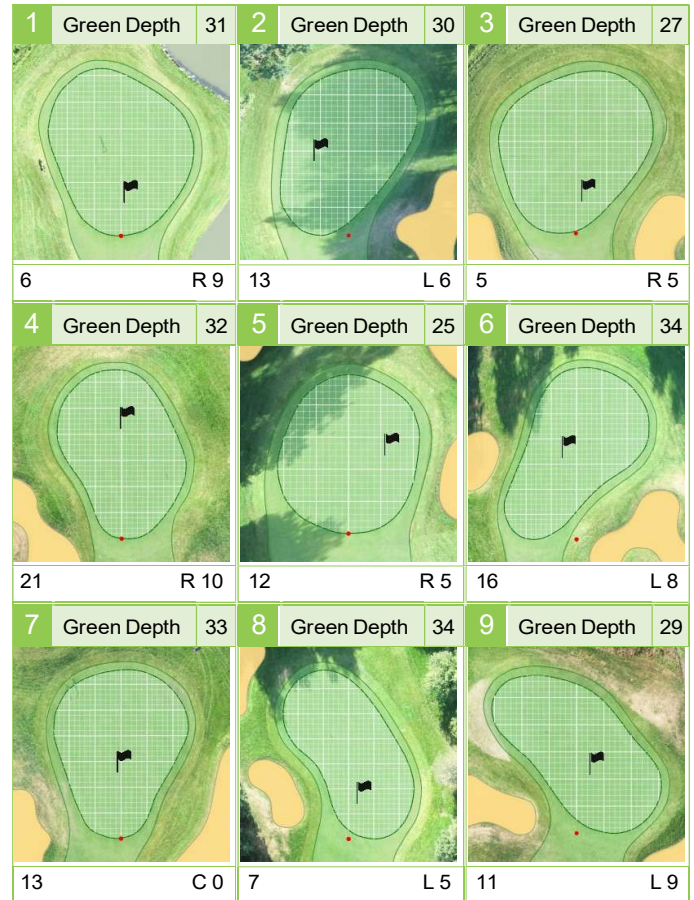 1 Green Depth 31 2 Green Depth 30 3 Green Depth 27
6 R 9 13 L 6 5 R 5
4 Green Depth 32 5 Green Depth 25 6 Green Depth 34
21 R 10 12 R 5 16 L 8
7 Green Depth 33 8 Green Depth 34 9 Green Depth 29
13 C 0 7 L 5 11 L 9